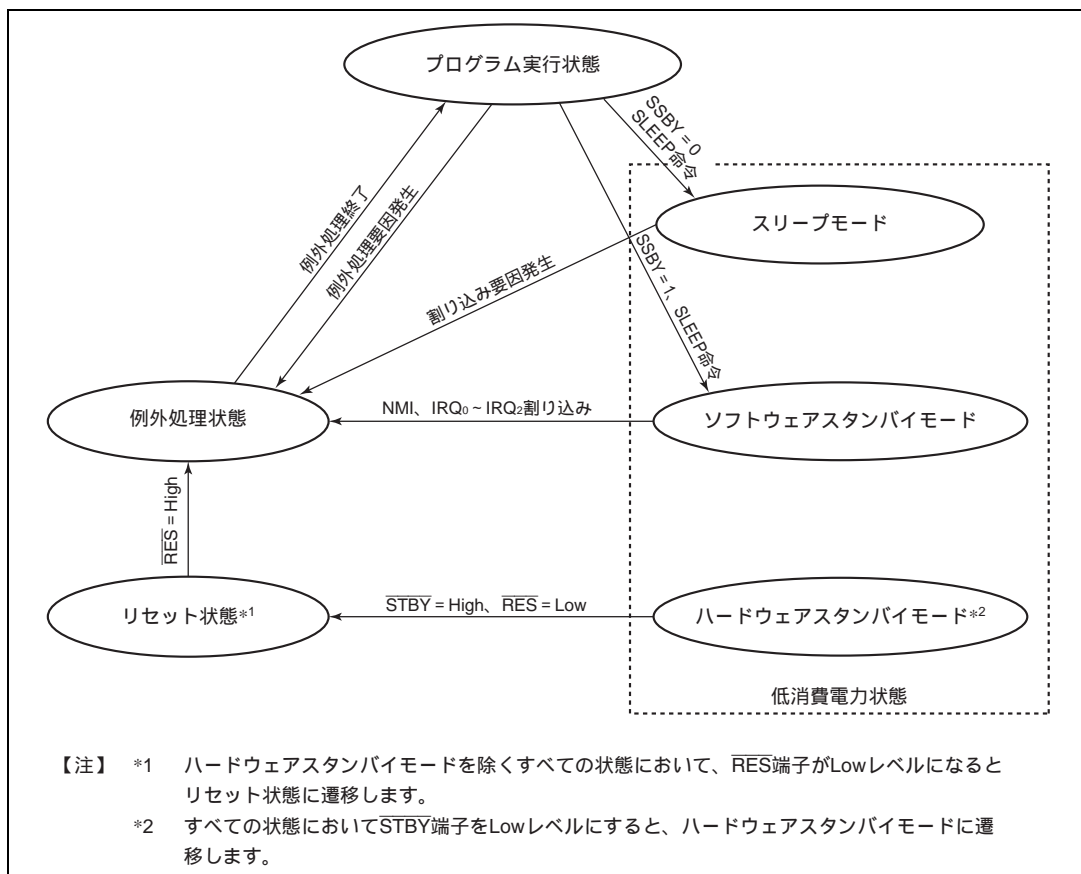 プログラム実行状態
SSBY = 0
SLEEP命令
スリープモード
例外処理終了
例外処理要因発生
割り込み要因発生
SSBY = 1、SLEEP命令
例外処理状態
NMI、IRQ0 ~ IRQ2割り込み
ソフトウェアスタンバイモード
RES = High
リセット状態*1
STBY = High、RES = Low
ハードウェアスタンバイモード*2
低消費電力状態
【注】 *1 ハードウェアスタンバイモードを除くすべての状態において、RES端子がLowレベルになると
リセット状態に遷移します。
*2 すべての状態においてSTBY端子をLowレベルにすると、ハードウェアスタンバイモードに遷
移します。